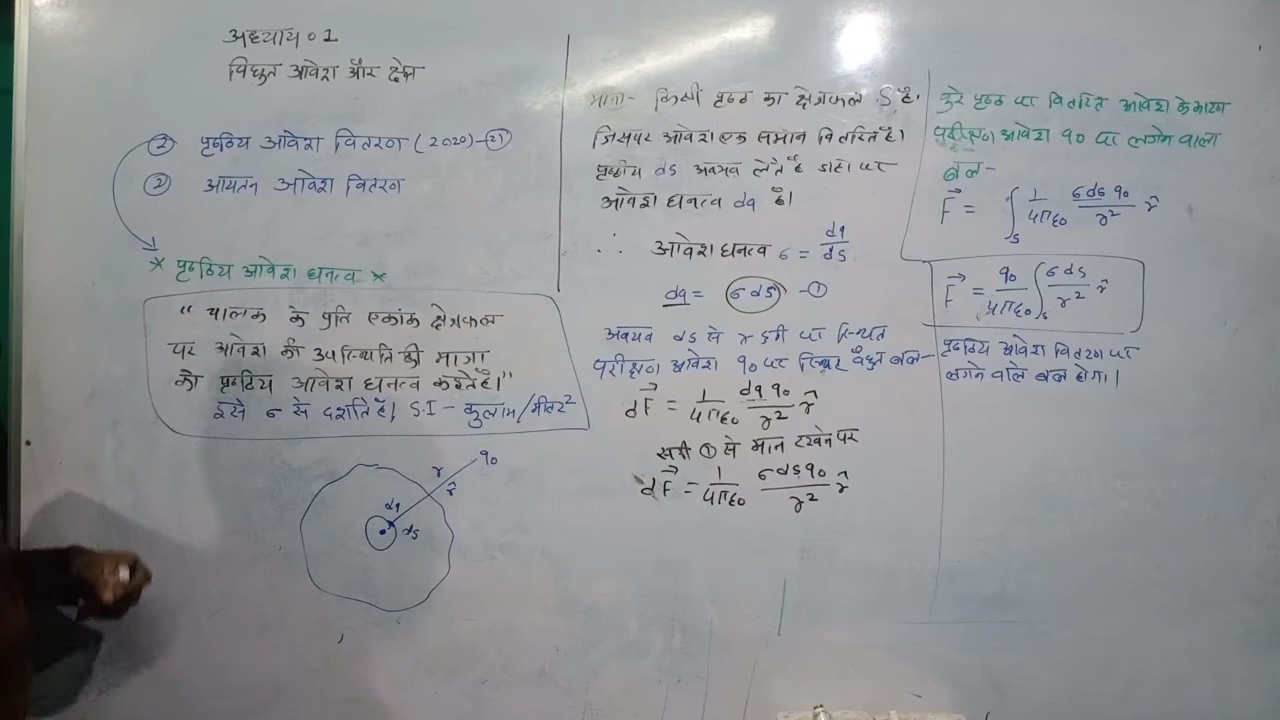 अध्याय ० 1
विधुत आवेश और क्षेत्र
① पृष्ठिय आवेश वितरण (2020)-(2)
② आयतन आवेश वितरण
* पृष्ठिय आवेश घनत्व *
"चालक के प्रति एकांक क्षेत्रफल
पर आवेश की उपस्थिति की मात्रा
को पृष्ठिय आवेश घनत्व कहते हैं।"
इसे σ से दर्शाते हैं। S.I - कुलाम/मीटर²
r q₀
r̂
dq
ds
माना- किसी पृष्ठ का क्षेत्रफल S है.
जिसपर आवेश एक समान वितरित है।
पृष्ठीय ds अवयव लेते है पर
आवेश घनत्व dq है।
∴ आवेश घनत्व σ = dq/ds
dq = σds -①
अवयव ds से r दूरी पर स्थित
परीक्षण आवेश q₀ पर स्थिर वैधुत बल-
dF⃗ = 1/4πε₀ dq q₀/r² r̂
समी ① से मान रखने पर
dF⃗ = 1/4πε₀ σds q₀/r² r̂
पुरे पृष्ठ पर वितरित आवेश के कारण
परीक्षण आवेश q₀ पर लगने वाला
बल-
F⃗ = ∫s 1/4πε₀ σds q₀/r² r̂
F⃗ = q₀/4πε₀ ∫s σds/r² r̂
पृष्ठिय आवेश वितरण पर
लगने वाले बल होगा।